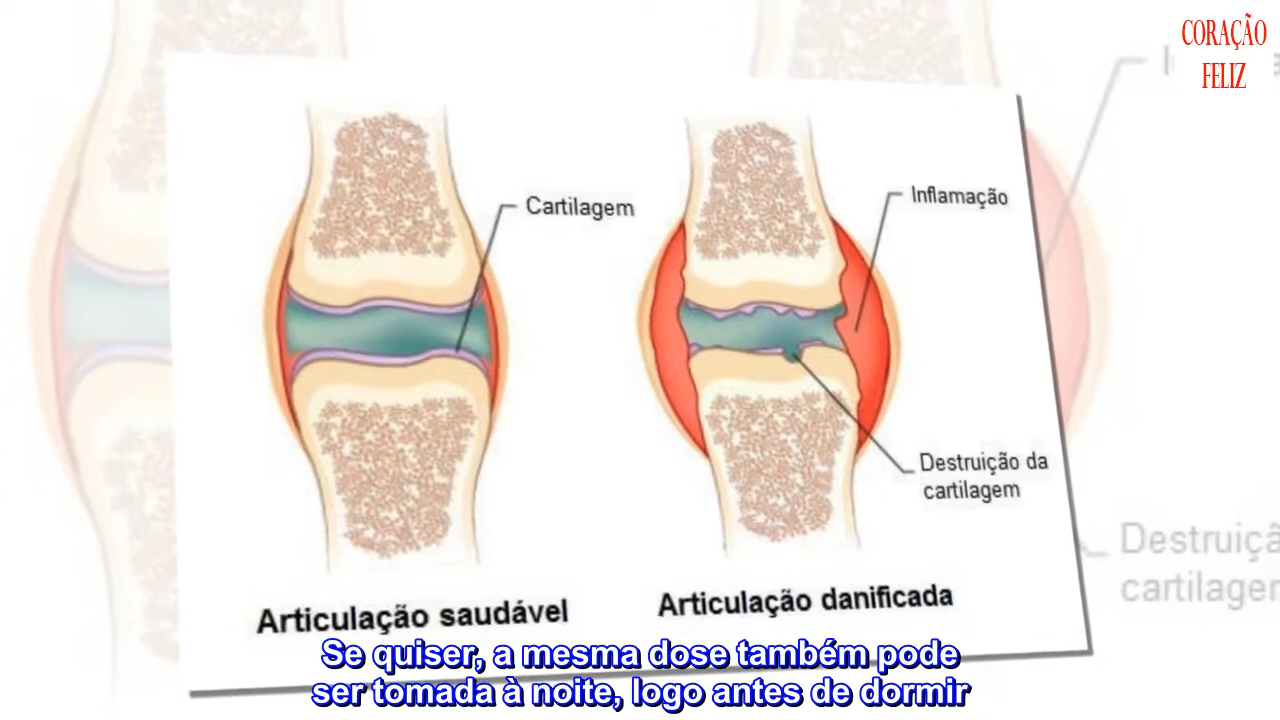 CORAÇÃO
FELIZ
Cartilagem
Inflamação
Destruição da
cartilagem
Articulação saudável
Articulação danificada
Se quiser, a mesma dose também pode
ser tomada à noite, logo antes de dormir